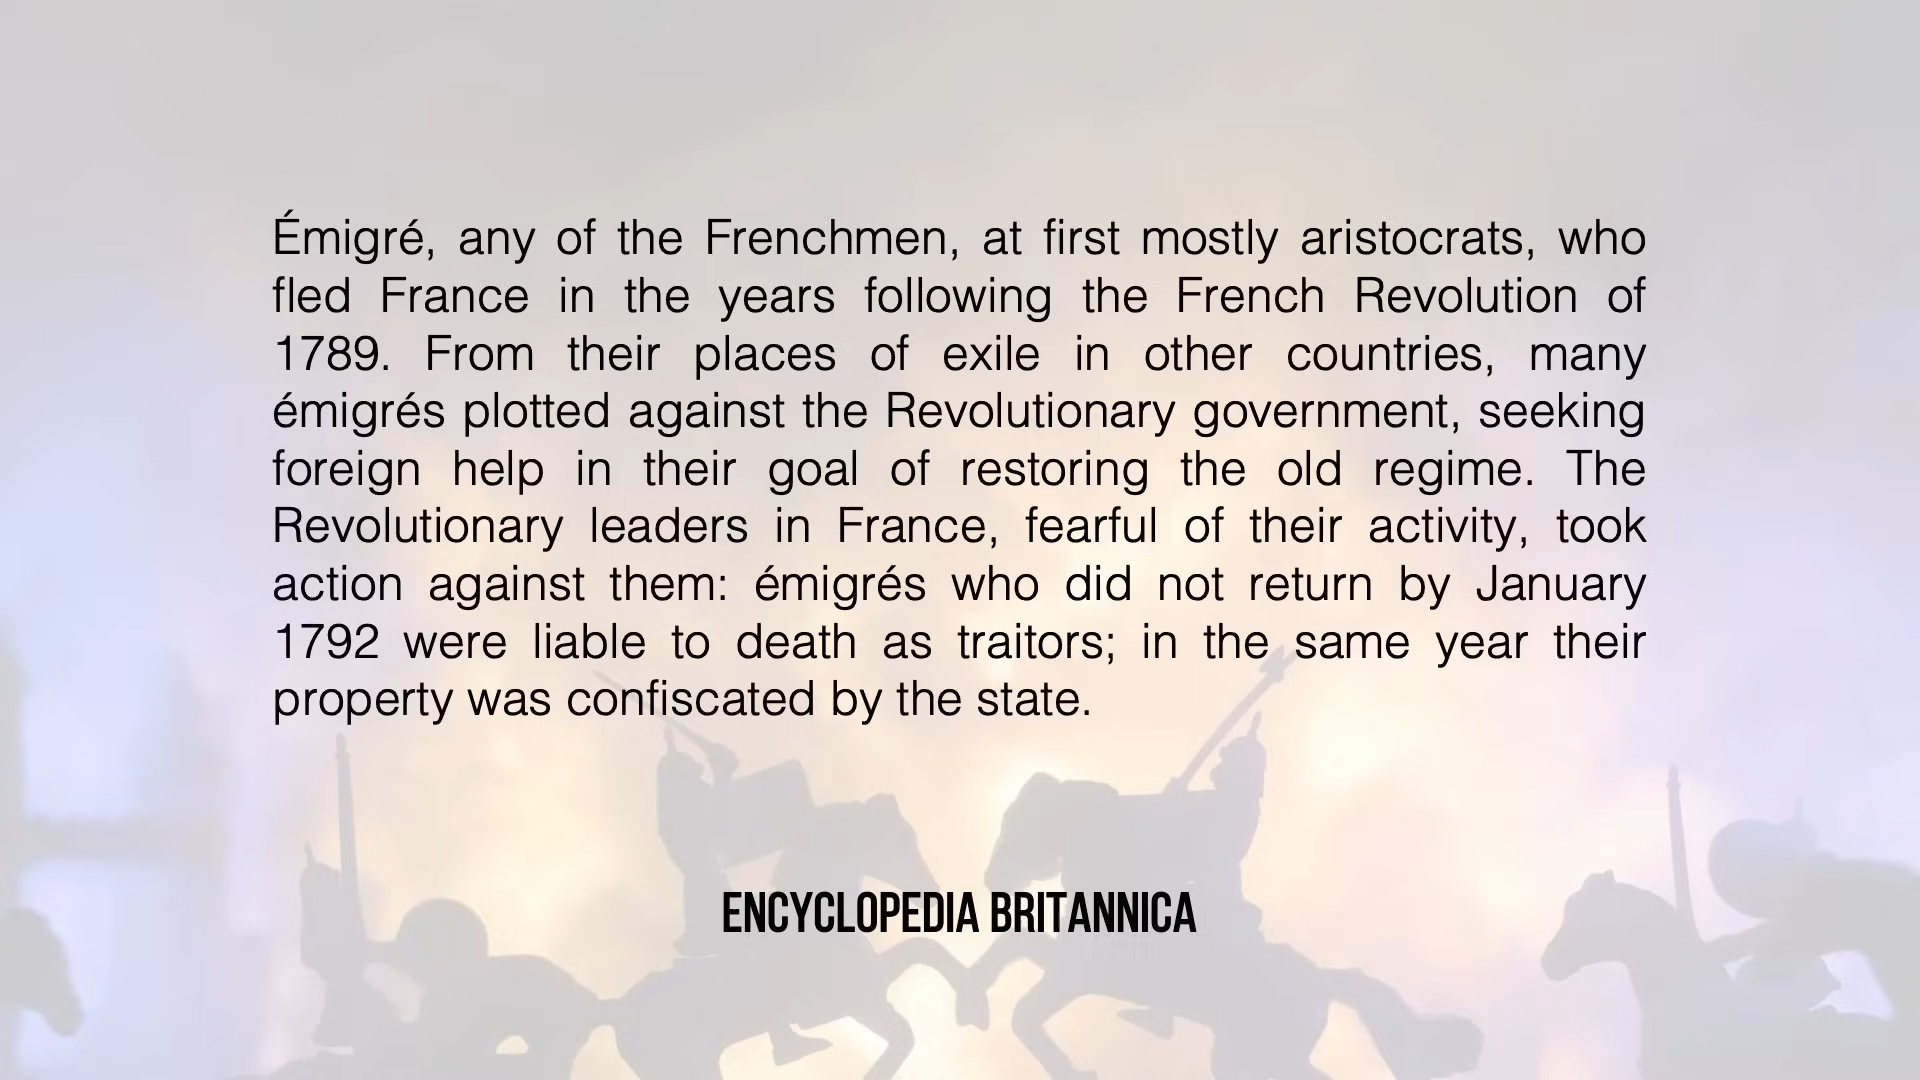 Émigré, any of the Frenchmen, at first mostly aristocrats, who
fled France in the years following the French Revolution of
1789. From their places of exile in other countries, many
émigrés plotted against the Revolutionary government, seeking
foreign help in their goal of restoring the old regime. The
Revolutionary leaders in France, fearful of their activity, took
action against them: émigrés who did not return by January
1792 were liable to death as traitors; in the same year their
property was confiscated by the state.
ENCYCLOPEDIA BRITANNICA